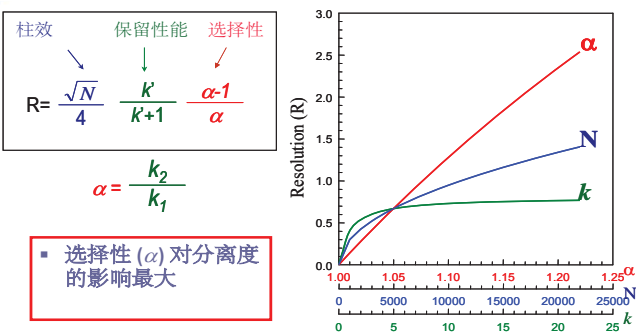 柱效 保留性能 选择性
R= √N/4 k'/k'+1 α-1/α
α = k2/k1
▪ 选择性 (α) 对分离度
的影响最大
Resolution (R)
3.0
2.5
2.0
1.5
1.0
0.5
0.0
α
N
k
1.00 1.05 1.10 1.15 1.20 1.25 α
0 5000 10000 15000 20000 25000 N
0 5 10 15 20 25 k